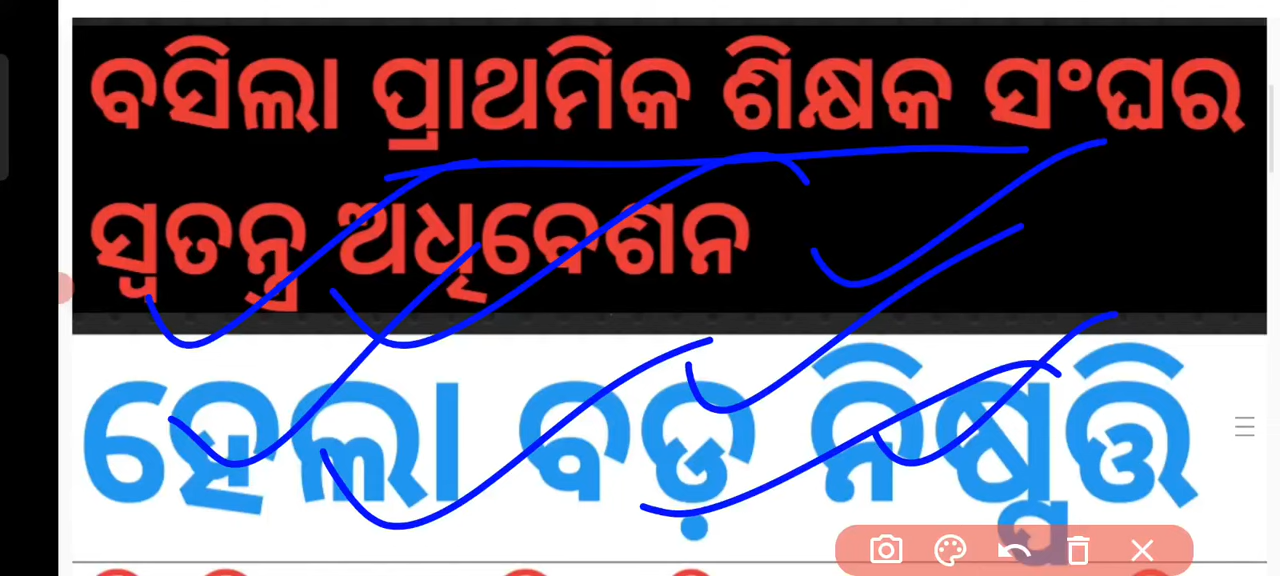 ବସିଲା ପ୍ରାଥମିକ ଶିକ୍ଷକ ସଂଘର
ସ୍ୱତନ୍ତ୍ର ଅଧିବେଶନ
ହେଲା ବଡ଼ ନିଷ୍ପତ୍ତି